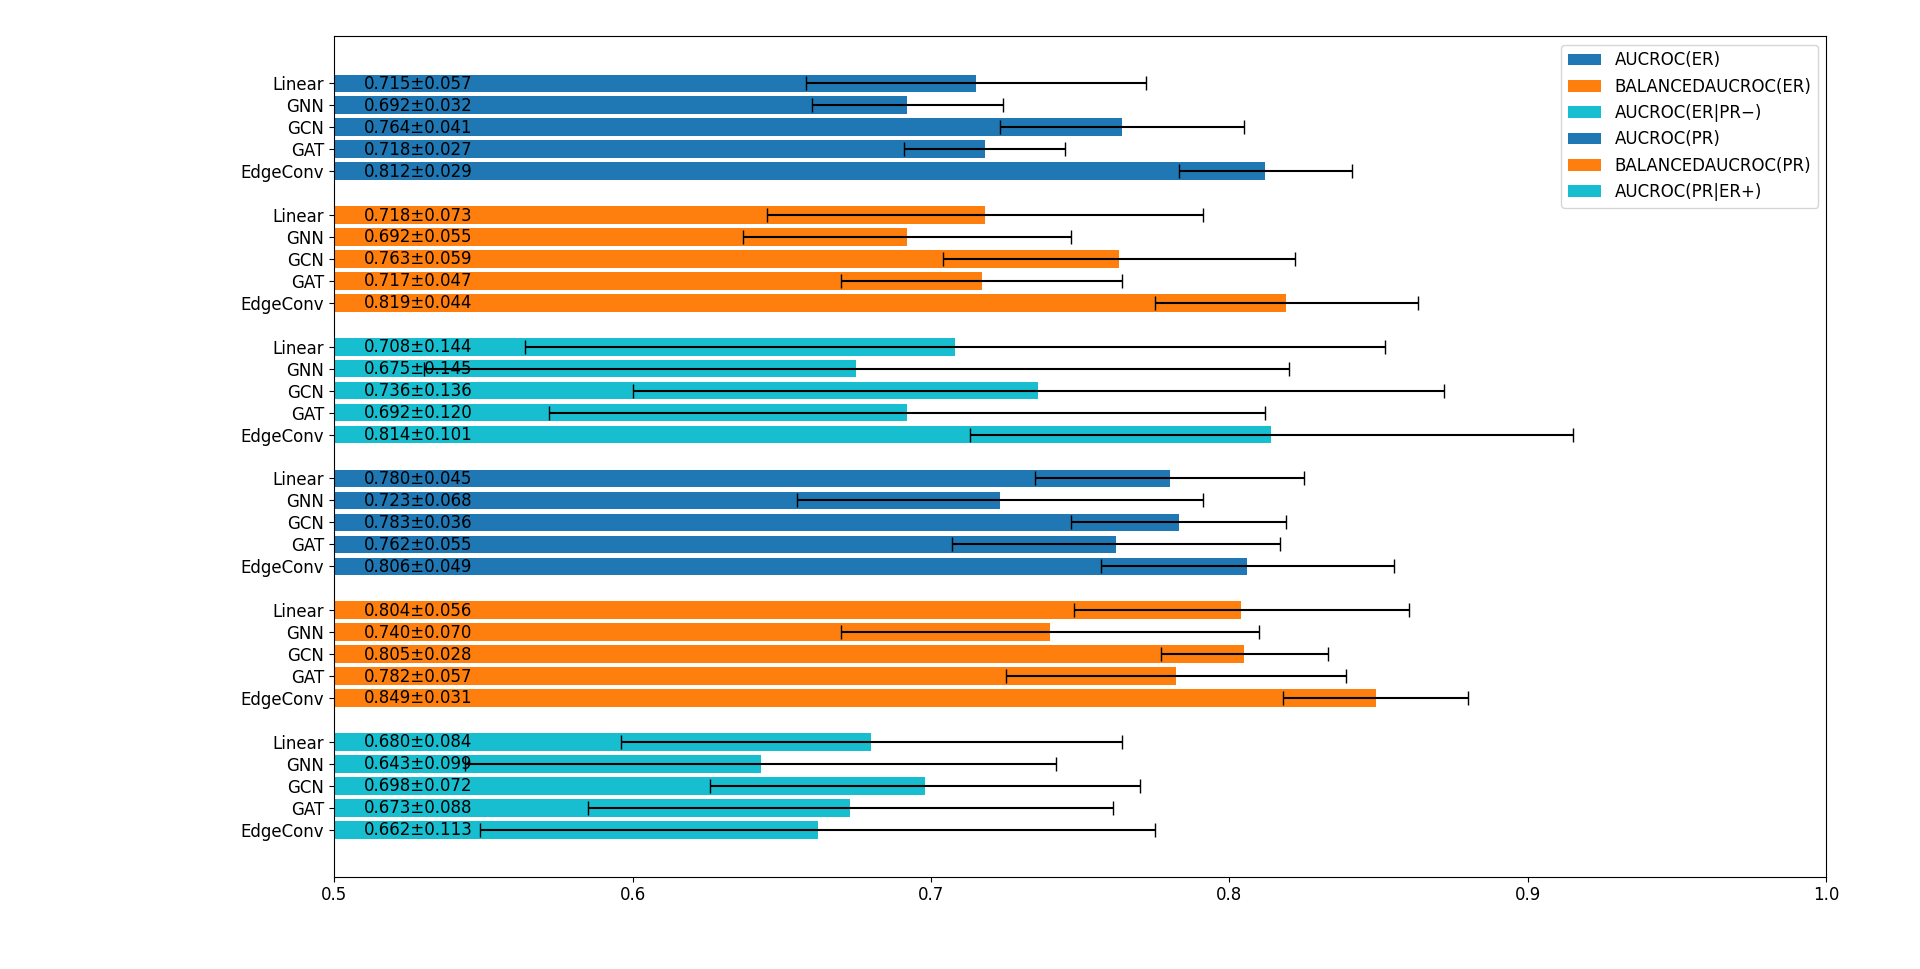 AUCROC(ER)
BALANCEDAUCROC(ER)
AUCROC(ER|PR−)
AUCROC(PR)
BALANCEDAUCROC(PR)
AUCROC(PR|ER+)
Linear 0.715±0.057
GNN 0.692±0.032
GCN 0.764±0.041
GAT 0.718±0.027
EdgeConv 0.812±0.029
Linear 0.718±0.073
GNN 0.692±0.055
GCN 0.763±0.059
GAT 0.717±0.047
EdgeConv 0.819±0.044
Linear 0.708±0.144
GNN 0.675±0.145
GCN 0.736±0.136
GAT 0.692±0.120
EdgeConv 0.814±0.101
Linear 0.780±0.045
GNN 0.723±0.068
GCN 0.783±0.036
GAT 0.762±0.055
EdgeConv 0.806±0.049
Linear 0.804±0.056
GNN 0.740±0.070
GCN 0.805±0.028
GAT 0.782±0.057
EdgeConv 0.849±0.031
Linear 0.680±0.084
GNN 0.643±0.099
GCN 0.698±0.072
GAT 0.673±0.088
EdgeConv 0.662±0.113
0.5 0.6 0.7 0.8 0.9 1.0